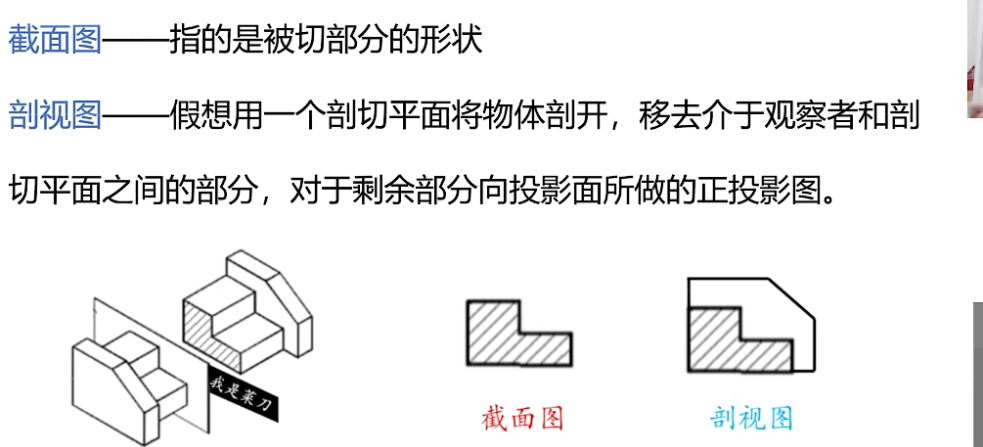 截面图——指的是被切部分的形状
剖视图——假想用一个剖切平面将物体剖开，移去介于观察者和剖
切平面之间的部分，对于剩余部分向投影面所做的正投影图。
我是菜刀
截面图
剖视图